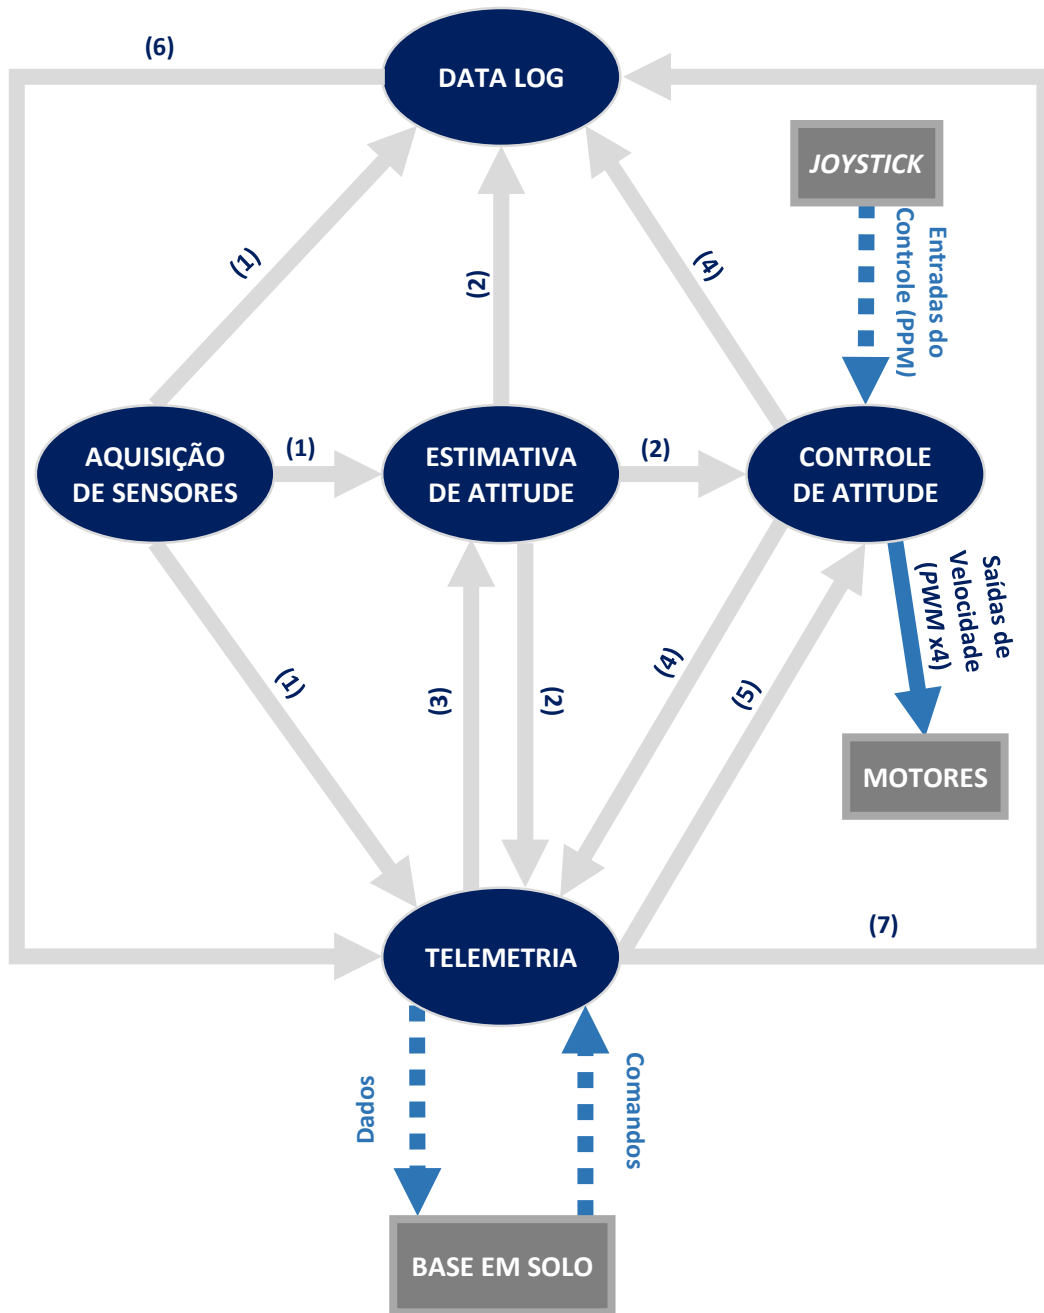 (6)
DATA LOG
JOYSTICK
Entradas do
Controle (PPM)
(1)
(2)
(4)
AQUISIÇÃO
DE SENSORES
(1)
ESTIMATIVA
DE ATITUDE
(2)
CONTROLE
DE ATITUDE
Saídas de
Velocidade
(PWM x4)
(1)
(3)
(2)
(4)
(5)
MOTORES
TELEMETRIA
(7)
Dados
Comandos
BASE EM SOLO